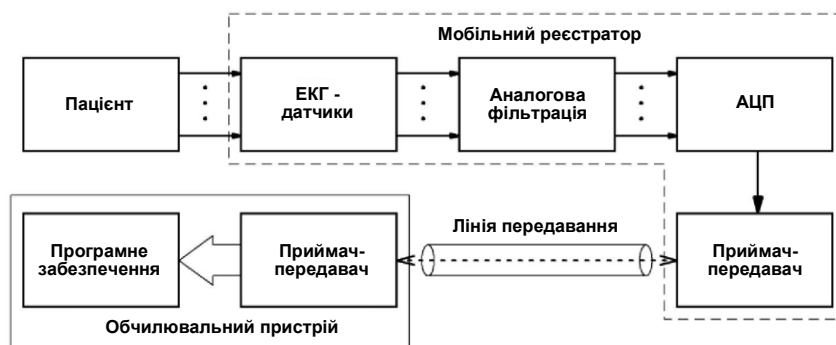 Мобільний реєстратор
Пацієнт
ЕКГ -
датчики
Аналогова
фільтрація
АЦП
Лінія передавання
Програмне
забезпечення
Приймач-
передавач
Приймач-
передавач
Обчилювальний пристрій